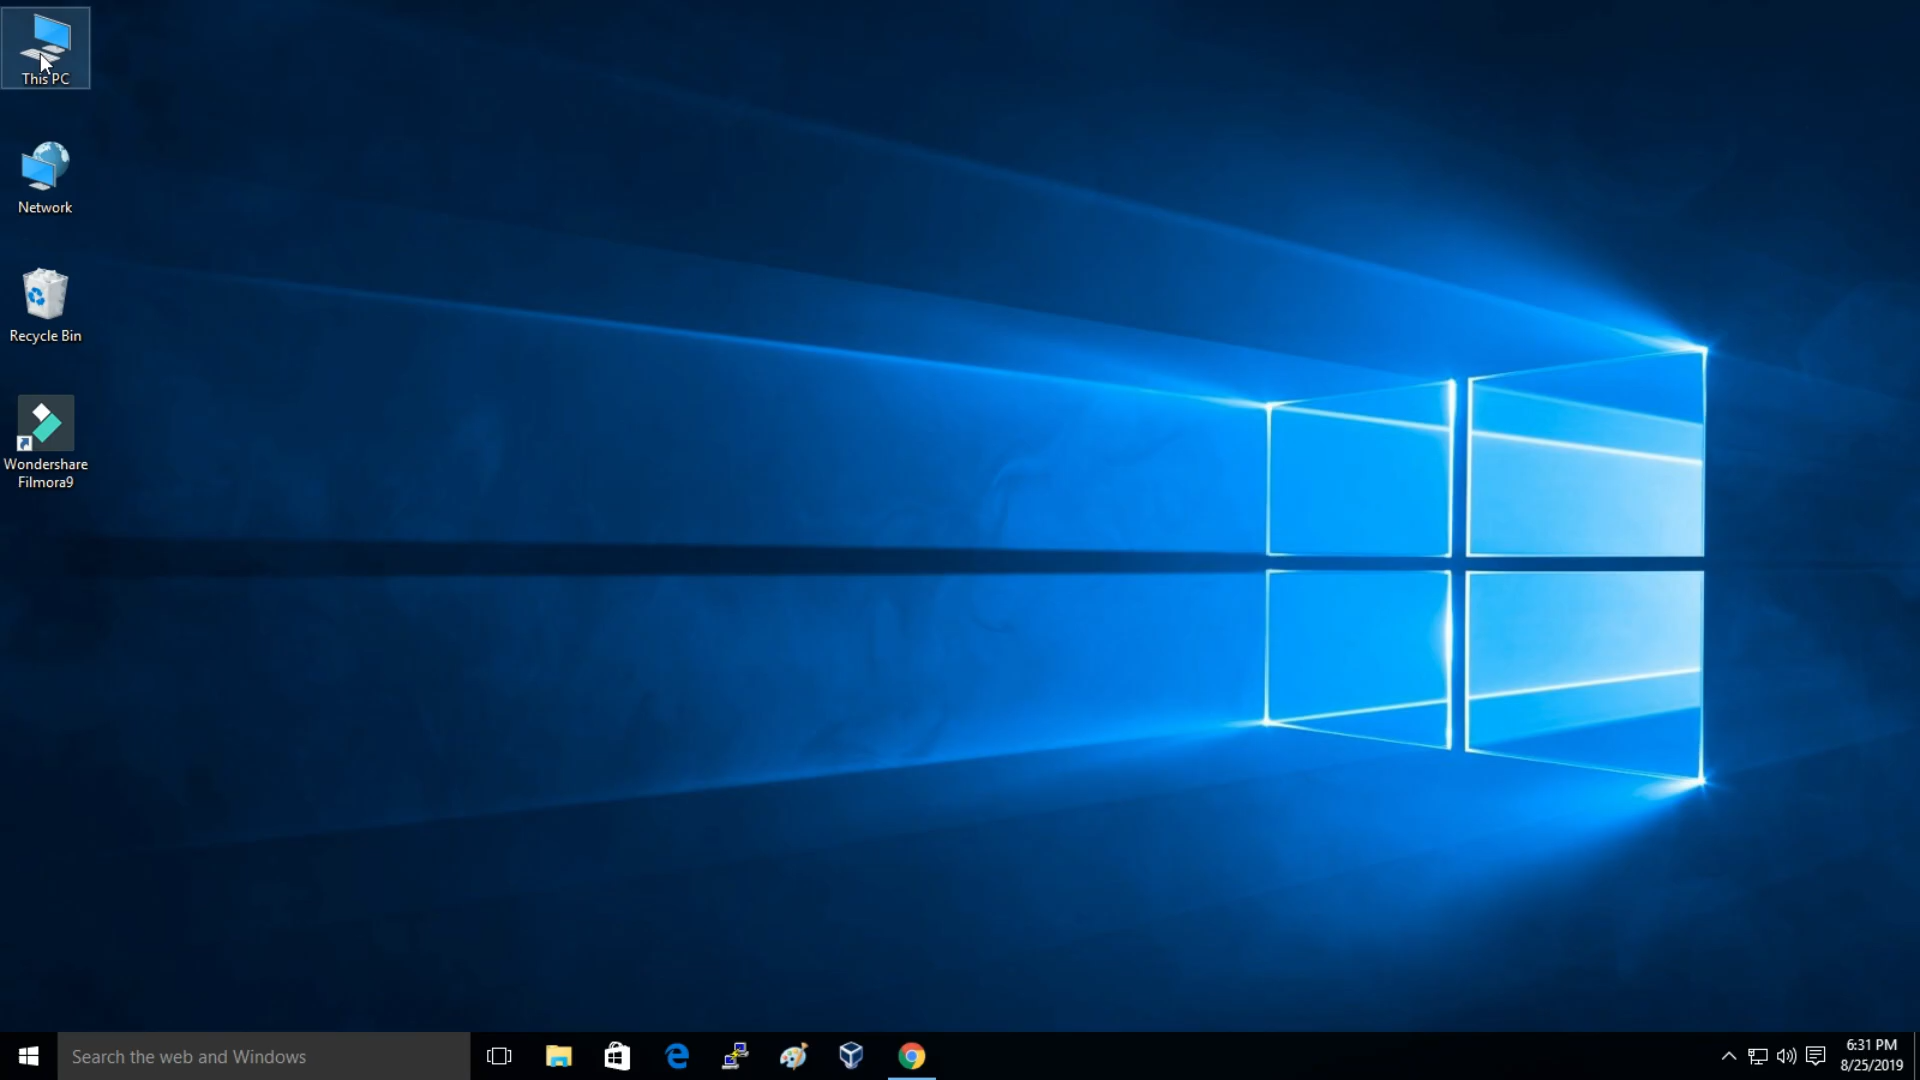 This PC
Network
Recycle Bin
Wondershare
Filmora9
Search the web and Windows
6:31 PM
8/25/2019